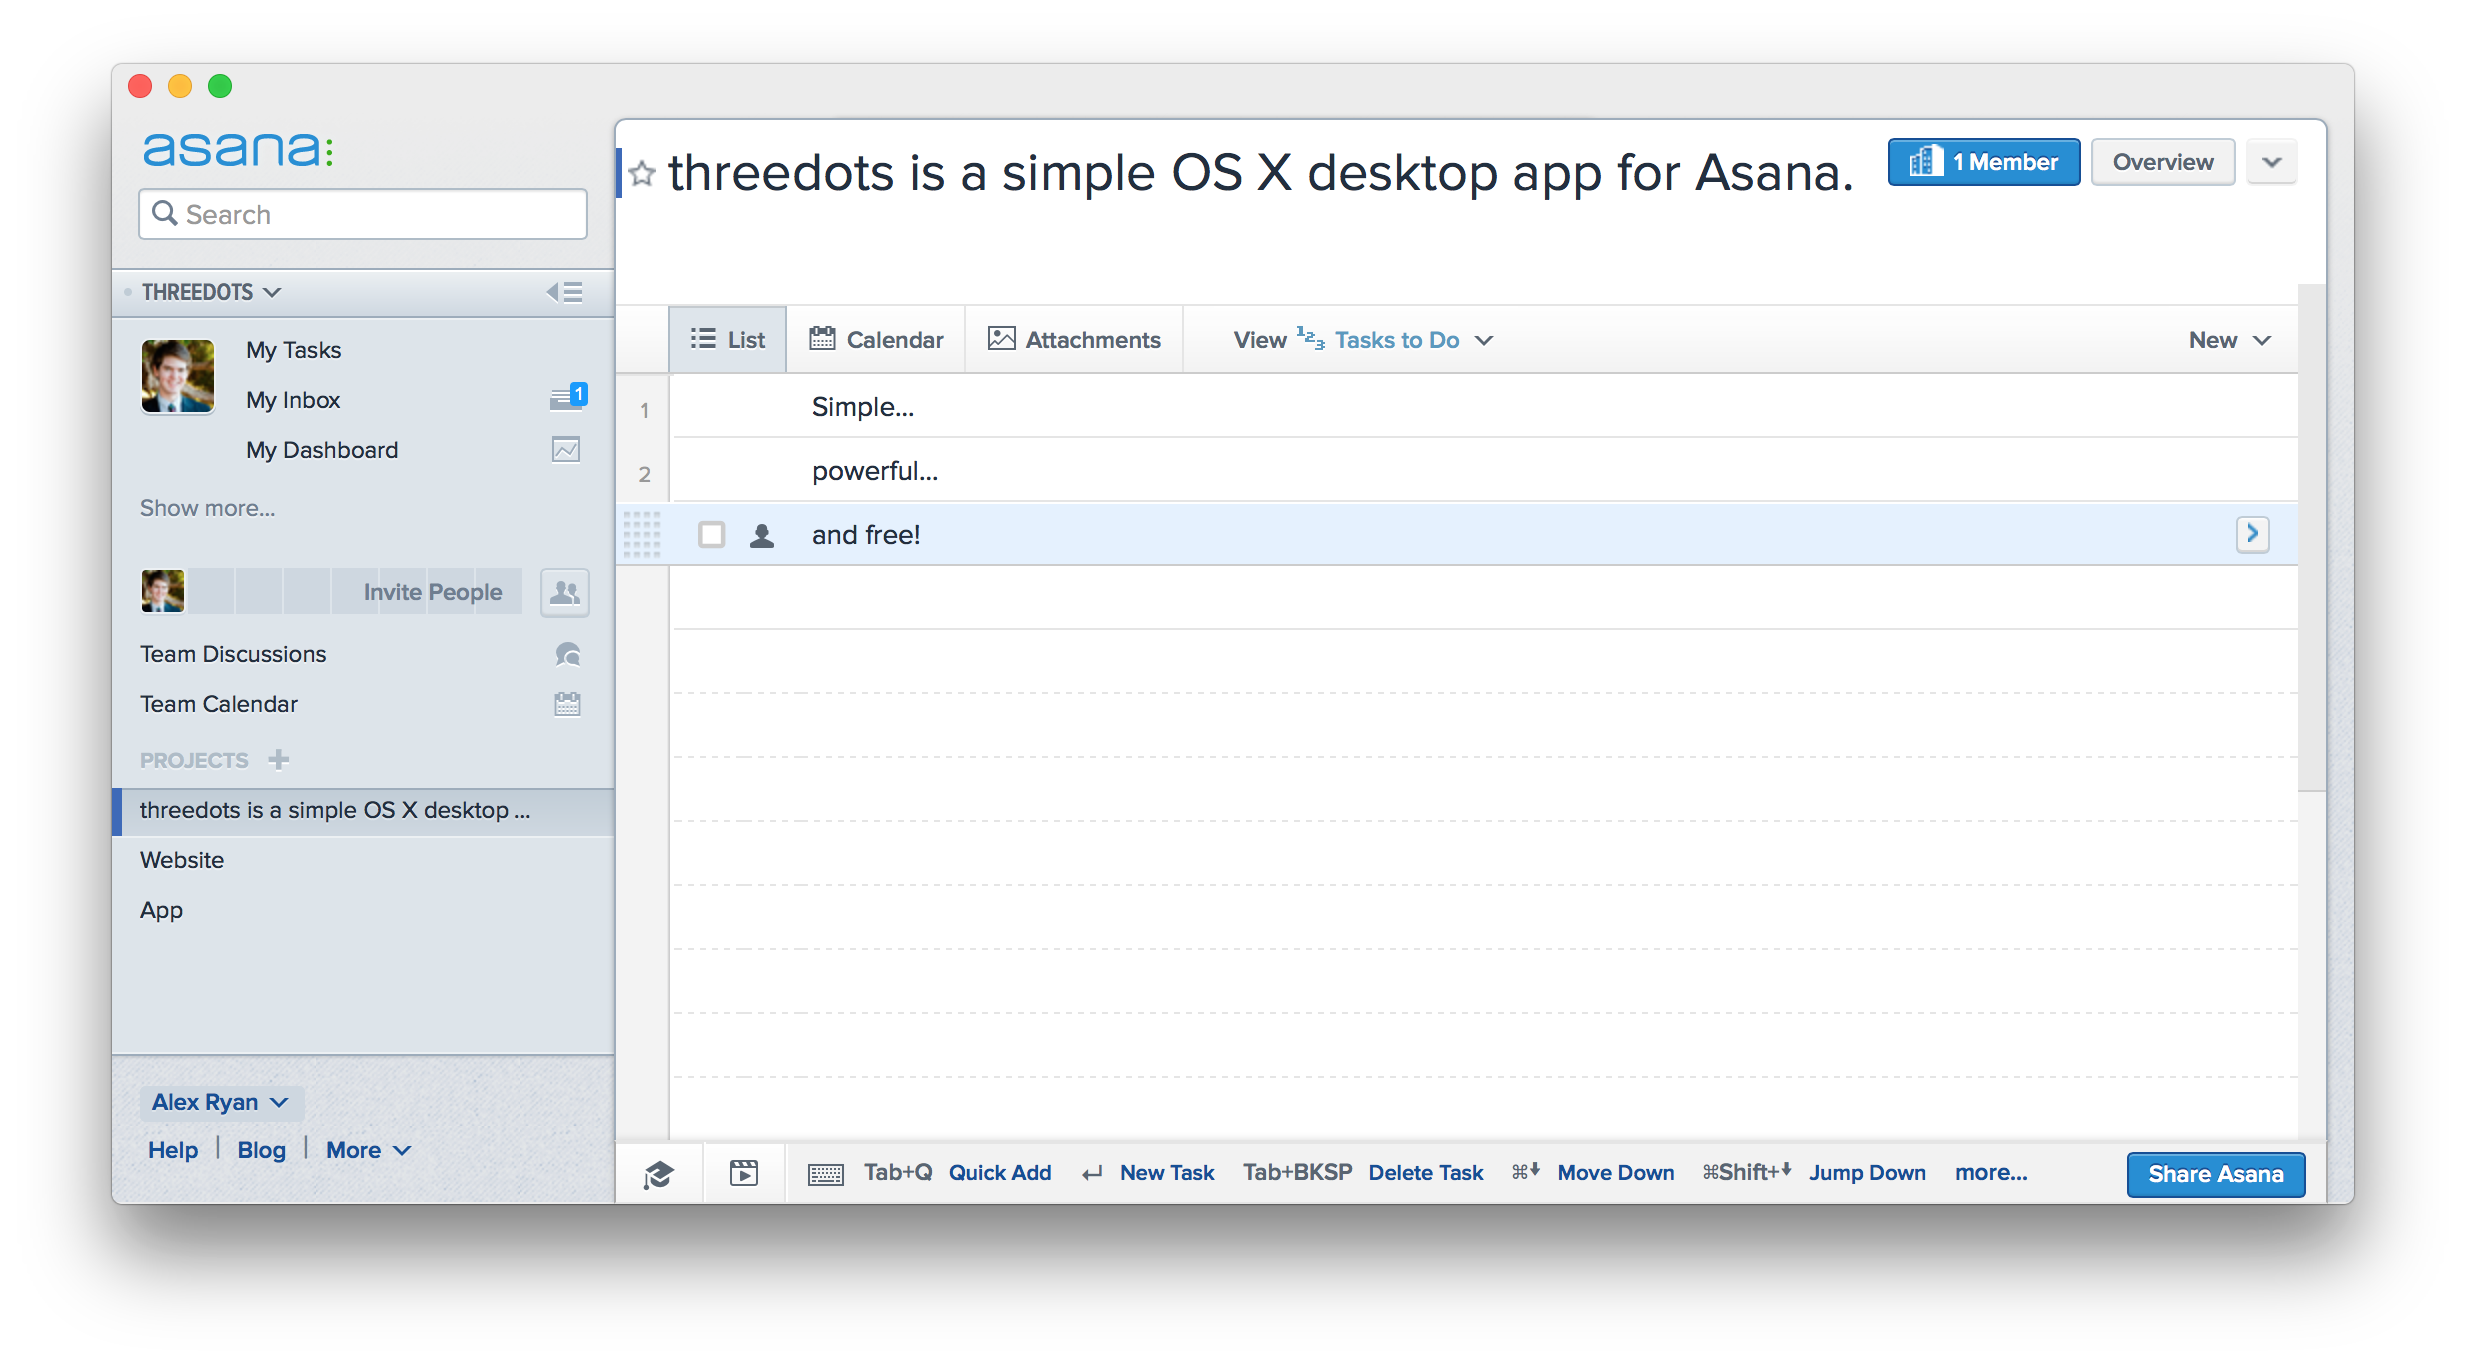 asana
Search
THREEDOTS
My Tasks
My Inbox
1
My Dashboard
Show more...
Invite People
Team Discussions
Team Calendar
PROJECTS +
threedots is a simple OS X desktop ...
Website
App
Alex Ryan
Help | Blog | More
threedots is a simple OS X desktop app for Asana.
1 Member
Overview
List
Calendar
Attachments
View 123 Tasks to Do
New
1 Simple...
2 powerful...
and free!
Tab+Q Quick Add ↵ New Task Tab+BKSP Delete Task ⌘⬇ Move Down ⌘Shift+⬇ Jump Down more...
Share Asana